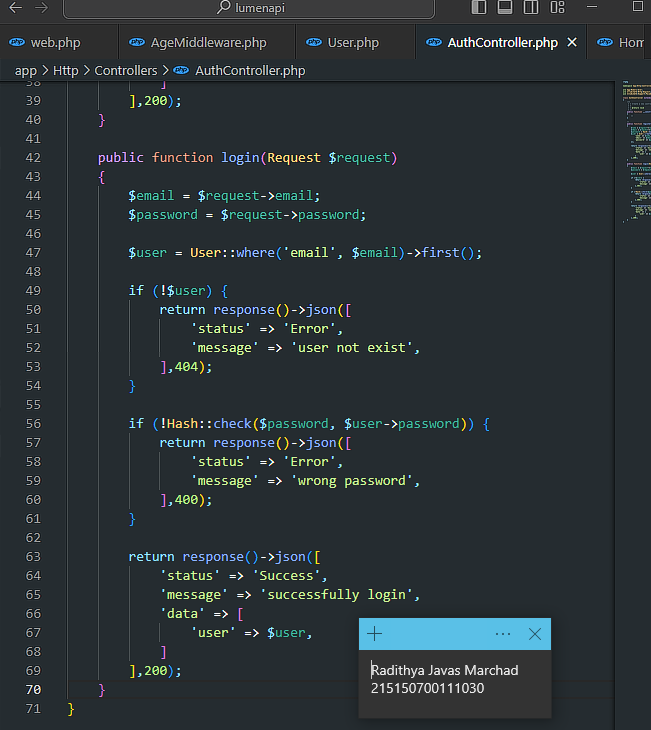 lumenapi
web.php
AgeMiddleware.php
User.php
AuthController.php
Hom
app > Http > Controllers > AuthController.php
38 ]
39 ],200);
40 }
41
42 public function login(Request $request)
43 {
44 $email = $request->email;
45 $password = $request->password;
46
47 $user = User::where('email', $email)->first();
48
49 if (!$user) {
50 return response()->json([
51 'status' => 'Error',
52 'message' => 'user not exist',
53 ],404);
54 }
55
56 if (!Hash::check($password, $user->password)) {
57 return response()->json([
58 'status' => 'Error',
59 'message' => 'wrong password',
60 ],400);
61 }
62
63 return response()->json([
64 'status' => 'Success',
65 'message' => 'successfully login',
66 'data' => [
67 'user' => $user,
68 ]
69 ],200);
70 }
71 }
Radithya Javas Marchad
215150700111030